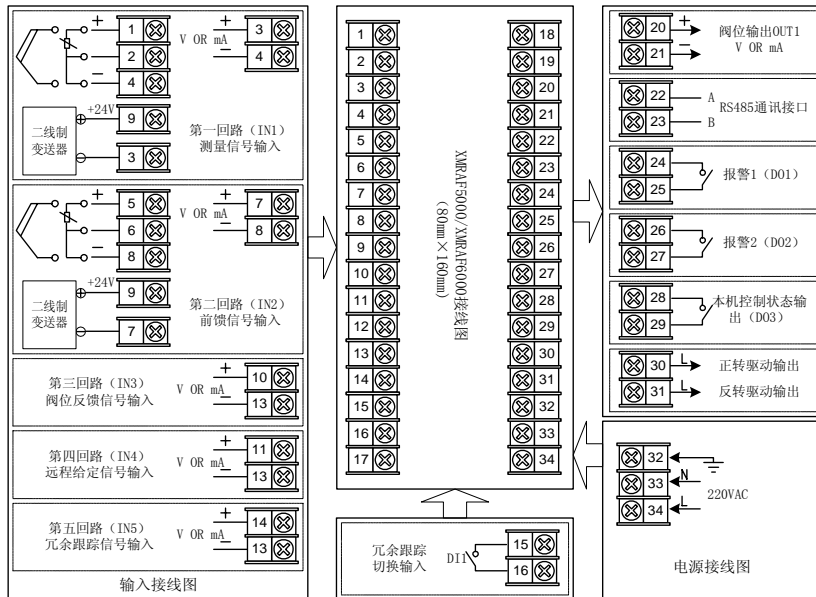 +
1
2
−
4
V OR mA
+
3
−
4
二线制
变送器
+24V
9
3
第一回路（IN1）
测量信号输入
+
5
6
−
8
V OR mA
+
7
−
8
二线制
变送器
+24V
9
7
第二回路（IN2）
前馈信号输入
第三回路（IN3）
阀位反馈信号输入
V OR mA
+
10
−
13
第四回路（IN4）
远程给定信号输入
V OR mA
+
11
−
13
第五回路（IN5）
冗余跟踪信号输入
V OR mA
+
14
−
13
输入接线图
1
2
3
4
5
6
7
8
9
10
11
12
13
14
15
16
17
XMRAF5000/XMRAF6000接线图
（80mm×160mm）
18
19
20
21
22
23
24
25
26
27
28
29
30
31
32
33
34
冗余跟踪
切换输入
DI1
15
16
20
+
21
−
阀位输出OUT1
V OR mA
22
A
23
B
RS485通讯接口
24
25
报警1（DO1）
26
27
报警2（DO2）
28
29
本机控制状态输
出（DO3）
30
L
正转驱动输出
31
L
反转驱动输出
32
33
N
34
L
220VAC
电源接线图